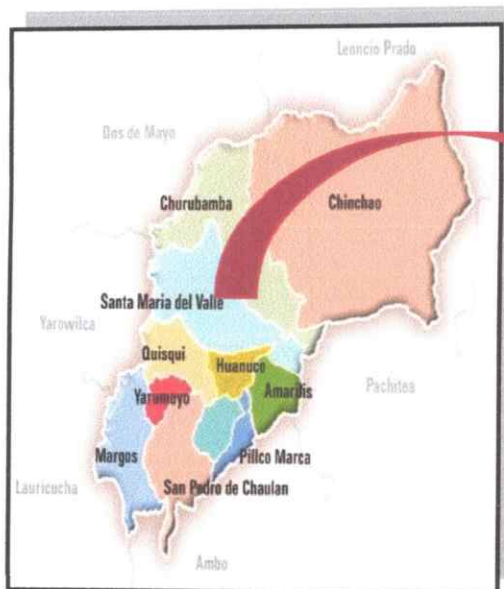 Leoncio Prado
Dos de Mayo
Churubamba
Chinchao
Santa Maria del Valle
Yarowilca
Quisqui
Huanuco
Pachitea
Yarumayo
Amarilis
Margos
Pillco Marca
Lauricucha
San Pedro de Chaulan
Ambo